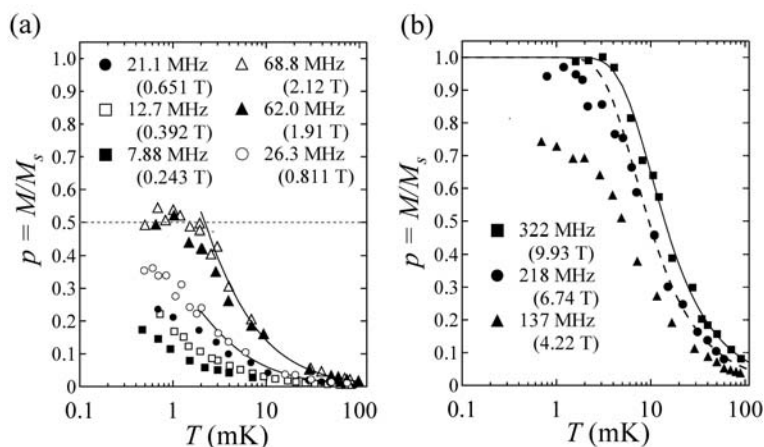 (a)
1.0
0.9
0.8
0.7
0.6
0.5
0.4
0.3
0.2
0.1
0
p = M/Mₛ
21.1 MHz
(0.651 T)
12.7 MHz
(0.392 T)
7.88 MHz
(0.243 T)
68.8 MHz
(2.12 T)
62.0 MHz
(1.91 T)
26.3 MHz
(0.811 T)
0.1 1 10 100
T (mK)
(b)
1.0
0.9
0.8
0.7
0.6
0.5
0.4
0.3
0.2
0.1
0
p = M/Mₛ
322 MHz
(9.93 T)
218 MHz
(6.74 T)
137 MHz
(4.22 T)
0.1 1 10 100
T (mK)